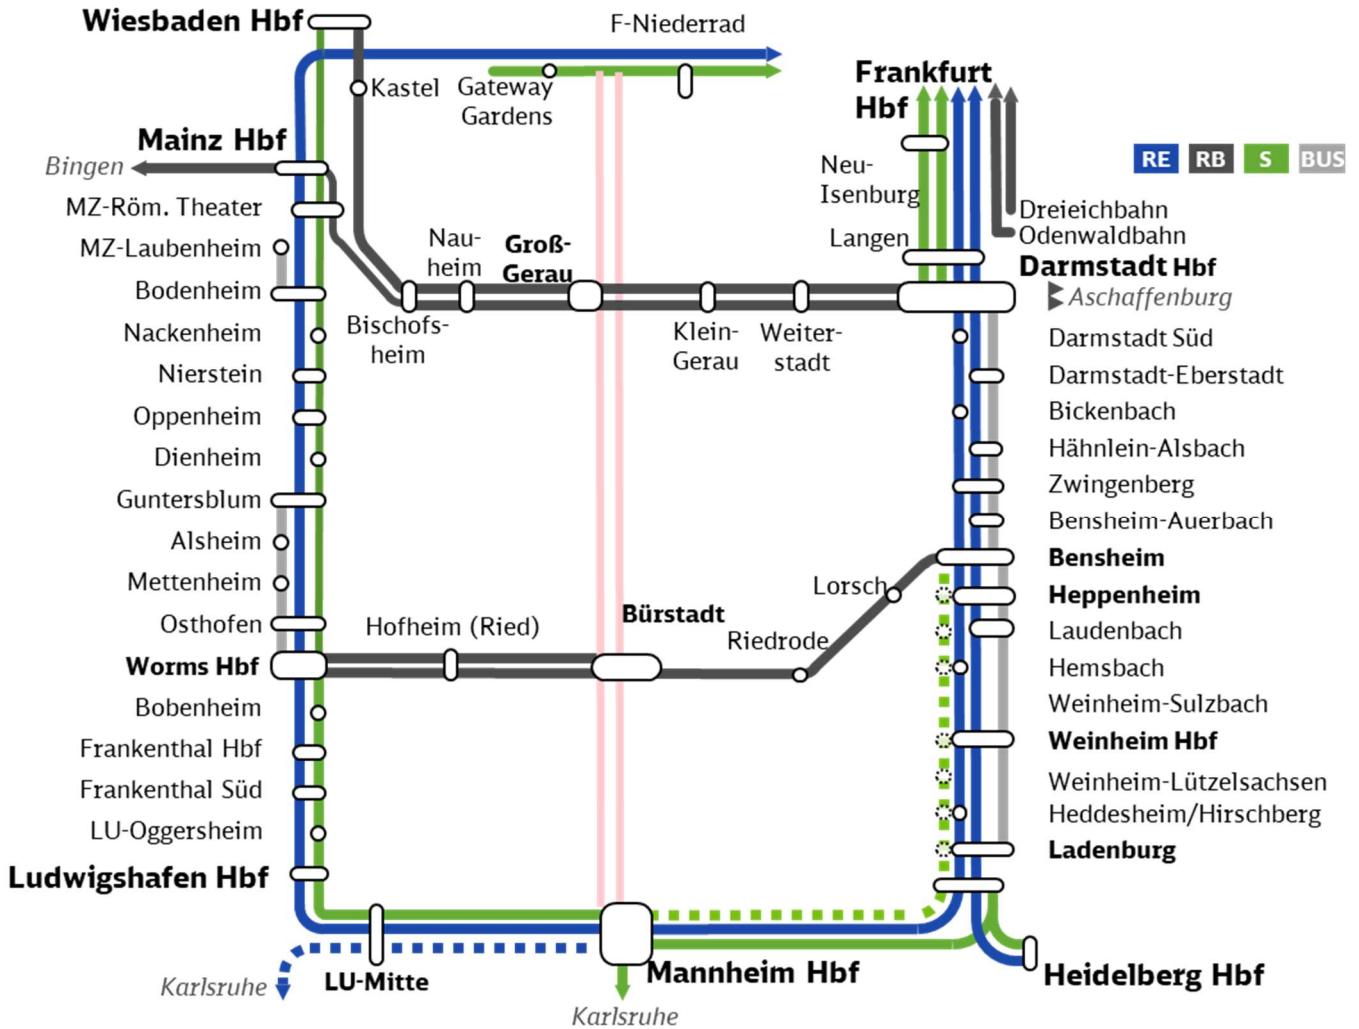 Wiesbaden Hbf
F-Niederrad
Kastel
Gateway
Gardens
Frankfurt
Hbf
Mainz Hbf
Bingen
Neu-
Isenburg
RE RB S BUS
MZ-Röm. Theater
Dreieichbahn
Odenwaldbahn
MZ-Laubenheim
Nau-
heim
Groß-
Gerau
Langen
Darmstadt Hbf
Aschaffenburg
Bodenheim
Bischofs-
heim
Klein-
Gerau
Weiter-
stadt
Nackenheim
Nierstein
Oppenheim
Dienheim
Guntersblum
Alsheim
Mettenheim
Osthofen
Worms Hbf
Bobenheim
Frankenthal Hbf
Frankenthal Süd
LU-Oggersheim
Ludwigshafen Hbf
Hofheim (Ried)
Bürstadt
Riedrode
Lorsch
Darmstadt Süd
Darmstadt-Eberstadt
Bickenbach
Hähnlein-Alsbach
Zwingenberg
Bensheim-Auerbach
Bensheim
Heppenheim
Laudenbach
Hemsbach
Weinheim-Sulzbach
Weinheim Hbf
Weinheim-Lützelsachsen
Heddesheim/Hirschberg
Ladenburg
Karlsruhe
LU-Mitte
Mannheim Hbf
Heidelberg Hbf
Karlsruhe